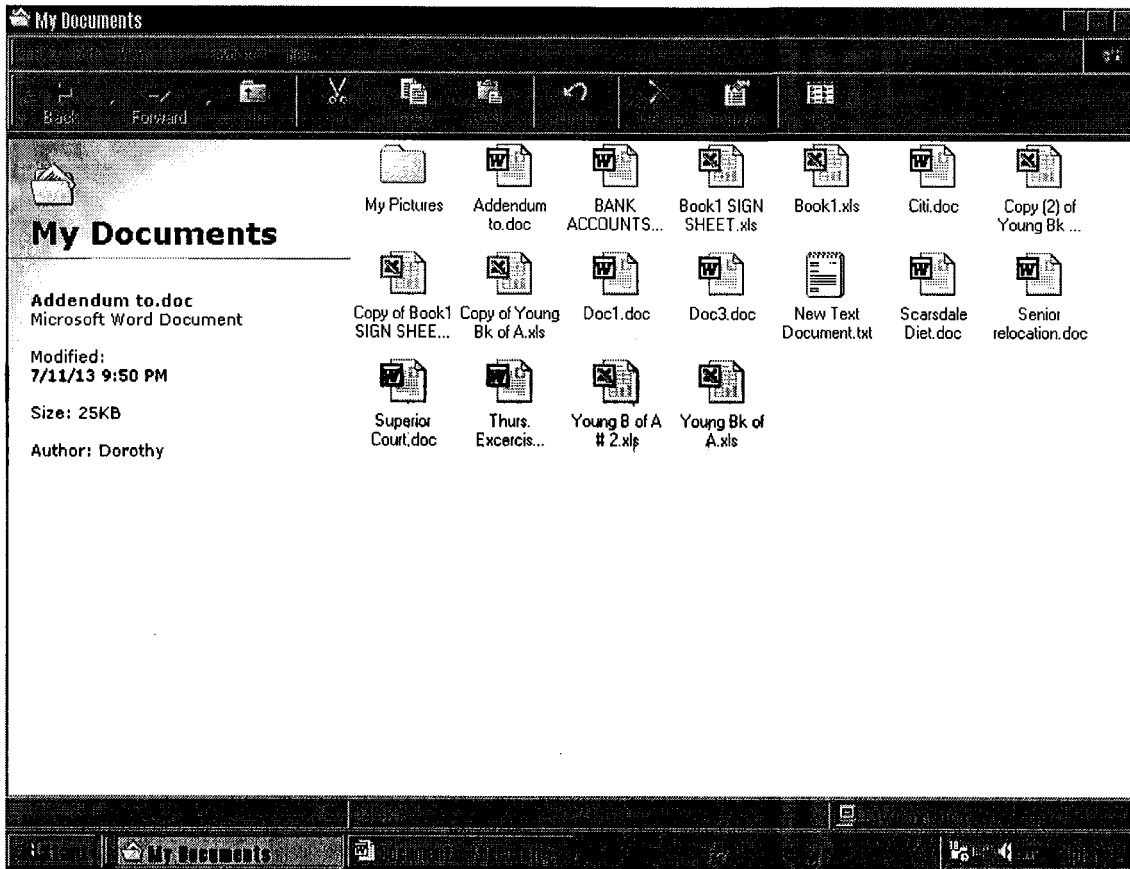 My Documents
Back Forward
My Documents
Addendum to.doc
Microsoft Word Document
Modified:
7/11/13 9:50 PM
Size: 25KB
Author: Dorothy
My Pictures
Addendum
to.doc
BANK
ACCOUNTS...
Book1 SIGN
SHEET.xls
Book1.xls
Citi.doc
Copy (2) of
Young Bk ...
Copy of Book1
SIGN SHEE...
Copy of Young
Bk of A.xls
Doc1.doc
Doc3.doc
New Text
Document.txt
Scarsdale
Diet.doc
Senior
relocation.doc
Superior
Court.doc
Thurs.
Excercis...
Young B of A
# 2.xls
Young Bk of
A.xls
My Documents